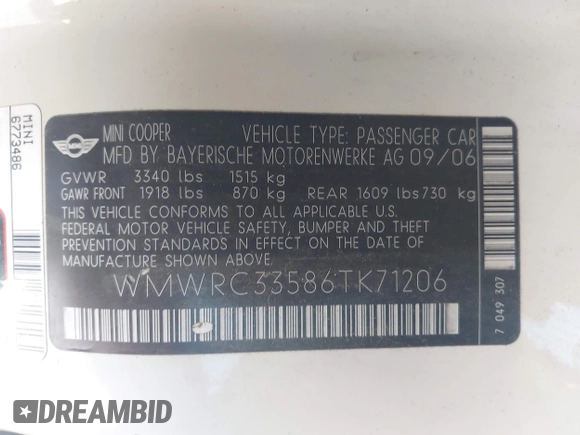 MINI
6773486
MINI
MINI COOPER VEHICLE TYPE: PASSENGER CAR
MFD BY BAYERISCHE MOTORENWERKE AG 09/06
GVWR 3340 lbs 1515 kg
GAWR FRONT 1918 lbs 870 kg REAR 1609 lbs730 kg
THIS VEHICLE CONFORMS TO ALL APPLICABLE U.S.
FEDERAL MOTOR VEHICLE SAFETY, BUMPER AND THEFT
PREVENTION STANDARDS IN EFFECT ON THE DATE OF
MANUFACTURE SHOWN ABOVE.
WMWRC33586TK71206
7 049 307
DREAMBID